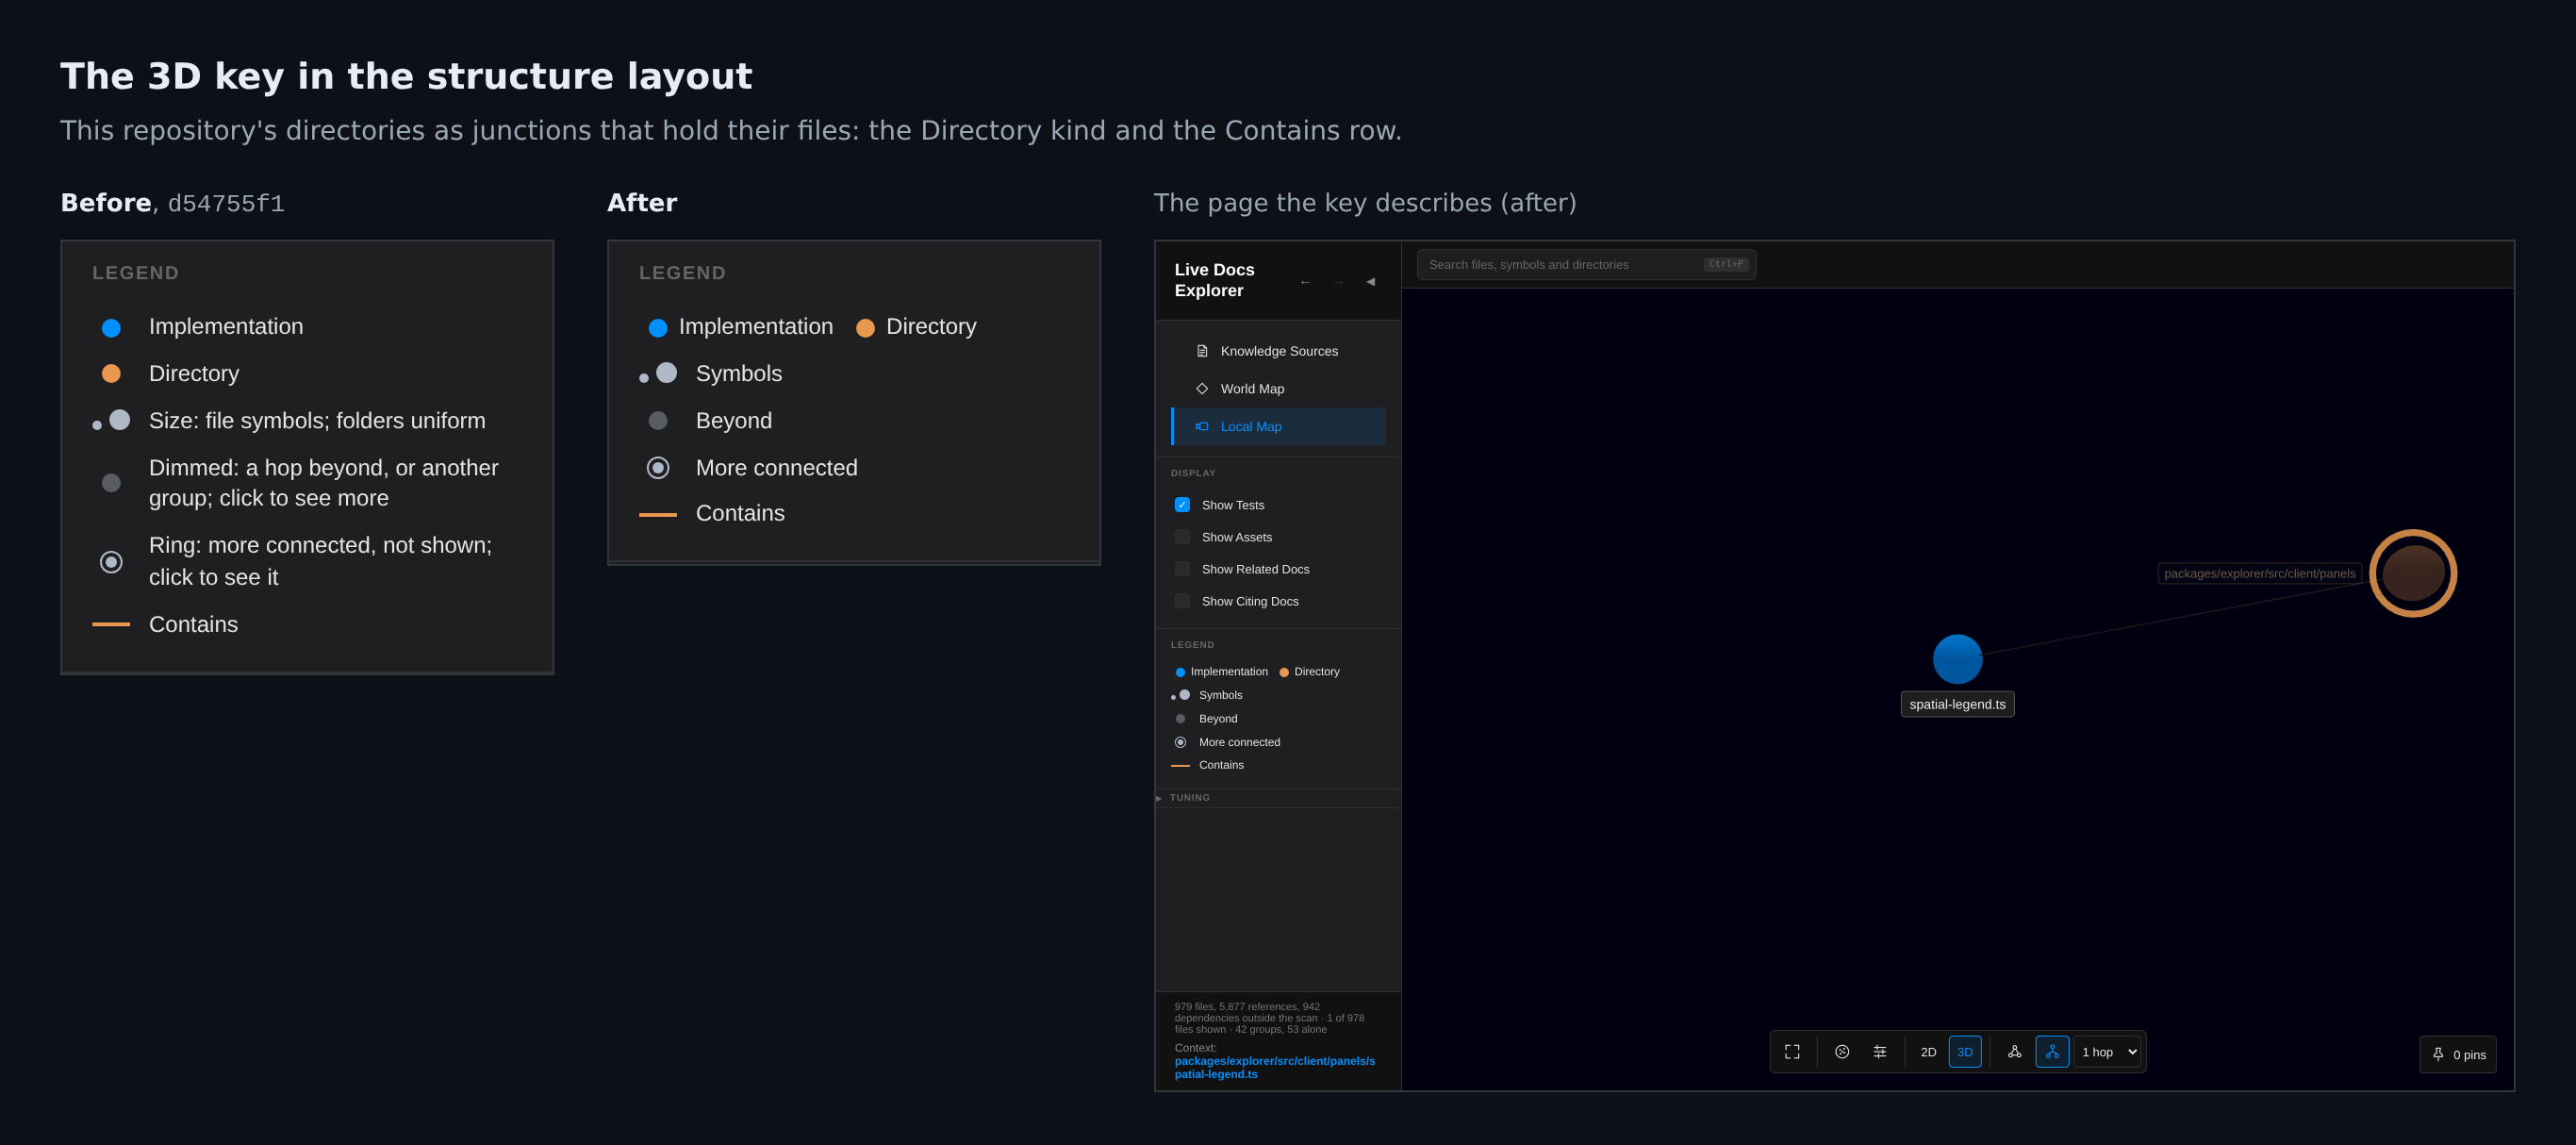 The 3D key in the structure layout
This repository's directories as junctions that hold their files: the Directory kind and the Contains row.
Before, d54755f1
LEGEND
Implementation
Directory
Size: file symbols; folders uniform
Dimmed: a hop beyond, or another
group; click to see more
Ring: more connected, not shown;
click to see it
Contains
After
LEGEND
Implementation Directory
Symbols
Beyond
More connected
Contains
The page the key describes (after)
Live Docs
Explorer
Search files, symbols and directories Ctrl+P
Knowledge Sources
World Map
Local Map
DISPLAY
Show Tests
Show Assets
Show Related Docs
Show Citing Docs
LEGEND
Implementation Directory
Symbols
Beyond
More connected
Contains
TUNING
packages/explorer/src/client/panels
spatial-legend.ts
979 files, 5,877 references, 942
dependencies outside the scan · 1 of 978
files shown · 42 groups, 53 alone
Context:
packages/explorer/src/client/panels/s
patial-legend.ts
2D 3D 1 hop
0 pins